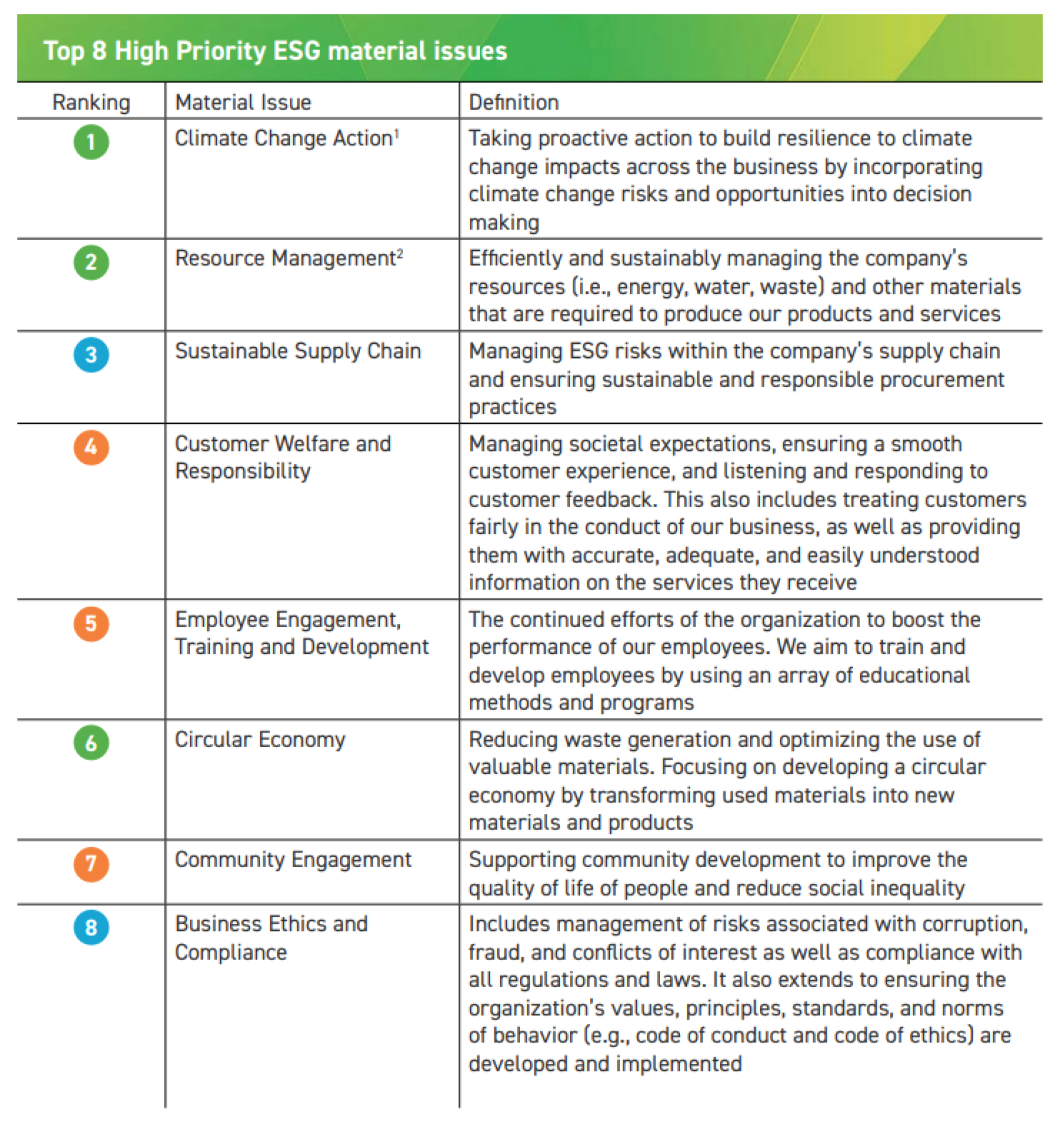 Top 8 High Priority ESG material issues
Ranking Material Issue Definition
1 Climate Change Action¹ Taking proactive action to build resilience to climate
change impacts across the business by incorporating
climate change risks and opportunities into decision
making
2 Resource Management² Efficiently and sustainably managing the company's
resources (i.e., energy, water, waste) and other materials
that are required to produce our products and services
3 Sustainable Supply Chain Managing ESG risks within the company's supply chain
and ensuring sustainable and responsible procurement
practices
4 Customer Welfare and Managing societal expectations, ensuring a smooth
Responsibility customer experience, and listening and responding to
customer feedback. This also includes treating customers
fairly in the conduct of our business, as well as providing
them with accurate, adequate, and easily understood
information on the services they receive
5 Employee Engagement, The continued efforts of the organization to boost the
Training and Development performance of our employees. We aim to train and
develop employees by using an array of educational
methods and programs
6 Circular Economy Reducing waste generation and optimizing the use of
valuable materials. Focusing on developing a circular
economy by transforming used materials into new
materials and products
7 Community Engagement Supporting community development to improve the
quality of life of people and reduce social inequality
8 Business Ethics and Includes management of risks associated with corruption,
Compliance fraud, and conflicts of interest as well as compliance with
all regulations and laws. It also extends to ensuring the
organization's values, principles, standards, and norms
of behavior (e.g., code of conduct and code of ethics) are
developed and implemented